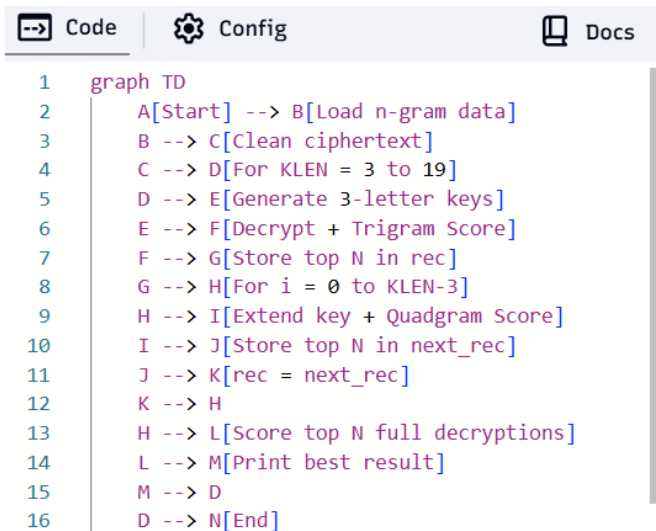 Code Config Docs
1 graph TD
2 A[Start] --> B[Load n-gram data]
3 B --> C[Clean ciphertext]
4 C --> D[For KLEN = 3 to 19]
5 D --> E[Generate 3-letter keys]
6 E --> F[Decrypt + Trigram Score]
7 F --> G[Store top N in rec]
8 G --> H[For i = 0 to KLEN-3]
9 H --> I[Extend key + Quadgram Score]
10 I --> J[Store top N in next_rec]
11 J --> K[rec = next_rec]
12 K --> H
13 H --> L[Score top N full decryptions]
14 L --> M[Print best result]
15 M --> D
16 D --> N[End]